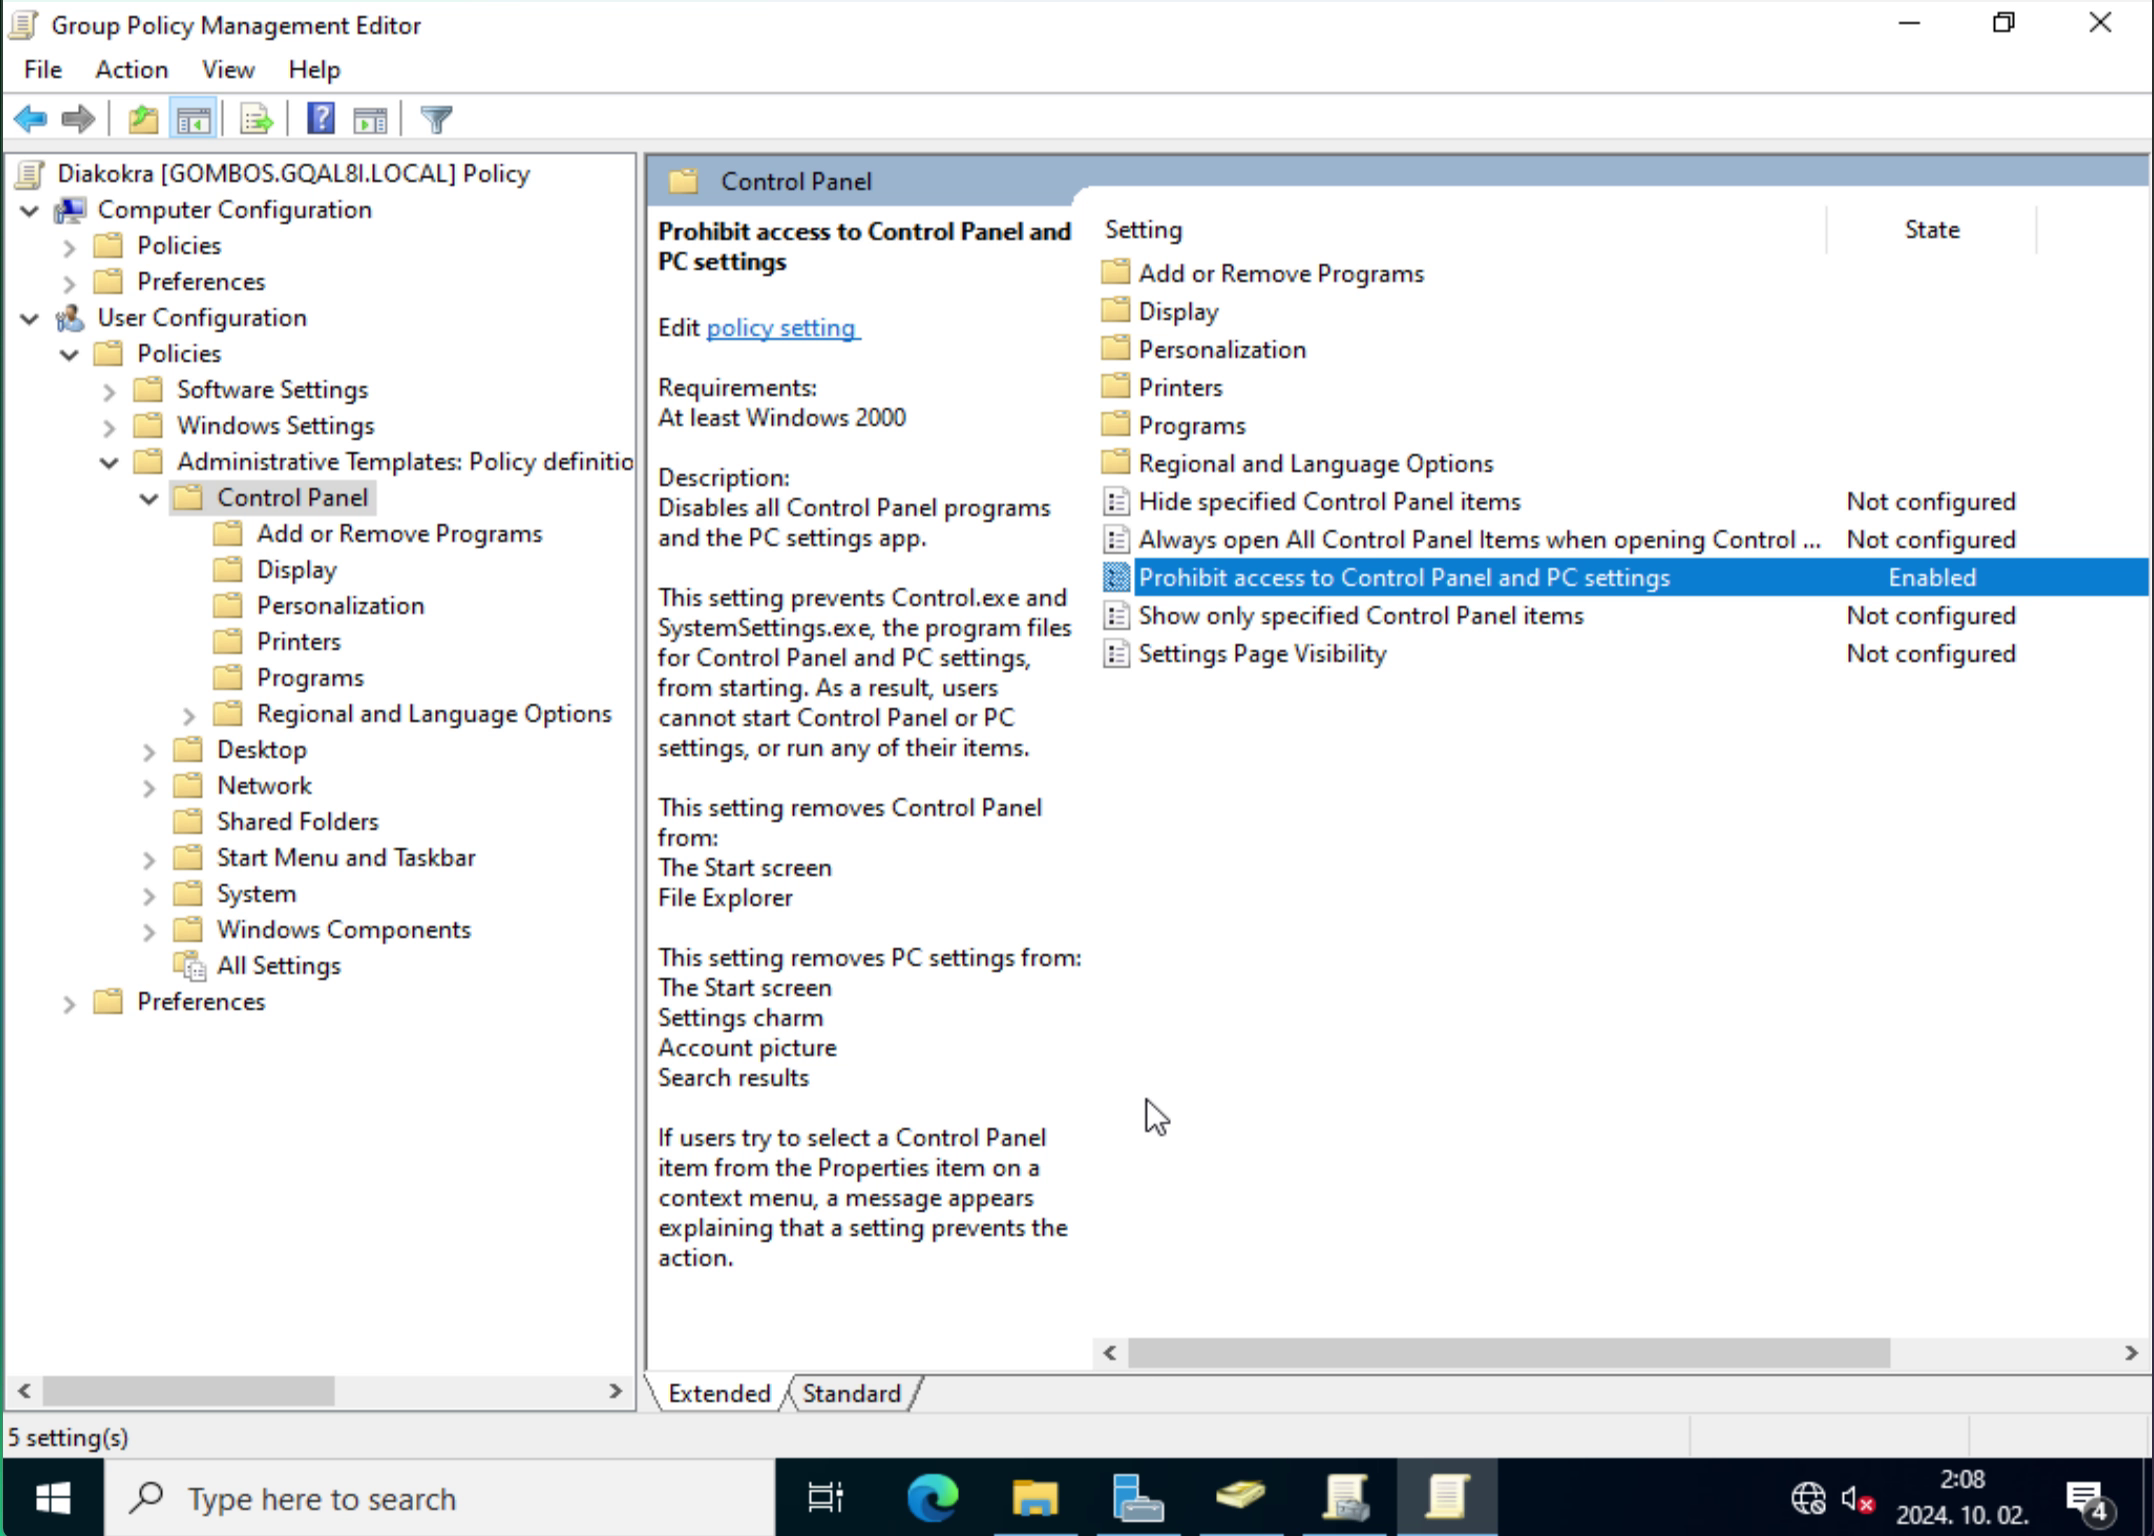 Group Policy Management Editor
File Action View Help
Diakokra [GOMBOS.GQAL8I.LOCAL] Policy
Computer Configuration
Policies
Preferences
User Configuration
Policies
Software Settings
Windows Settings
Administrative Templates: Policy definitio
Control Panel
Add or Remove Programs
Display
Personalization
Printers
Programs
Regional and Language Options
Desktop
Network
Shared Folders
Start Menu and Taskbar
System
Windows Components
All Settings
Preferences
Control Panel
Prohibit access to Control Panel and
PC settings
Edit policy setting
Requirements:
At least Windows 2000
Description:
Disables all Control Panel programs
and the PC settings app.
This setting prevents Control.exe and
SystemSettings.exe, the program files
for Control Panel and PC settings,
from starting. As a result, users
cannot start Control Panel or PC
settings, or run any of their items.
This setting removes Control Panel
from:
The Start screen
File Explorer
This setting removes PC settings from:
The Start screen
Settings charm
Account picture
Search results
If users try to select a Control Panel
item from the Properties item on a
context menu, a message appears
explaining that a setting prevents the
action.
Setting State
Add or Remove Programs
Display
Personalization
Printers
Programs
Regional and Language Options
Hide specified Control Panel items Not configured
Always open All Control Panel Items when opening Control ... Not configured
Prohibit access to Control Panel and PC settings Enabled
Show only specified Control Panel items Not configured
Settings Page Visibility Not configured
Extended Standard
5 setting(s)
Type here to search
2:08
2024. 10. 02.
4